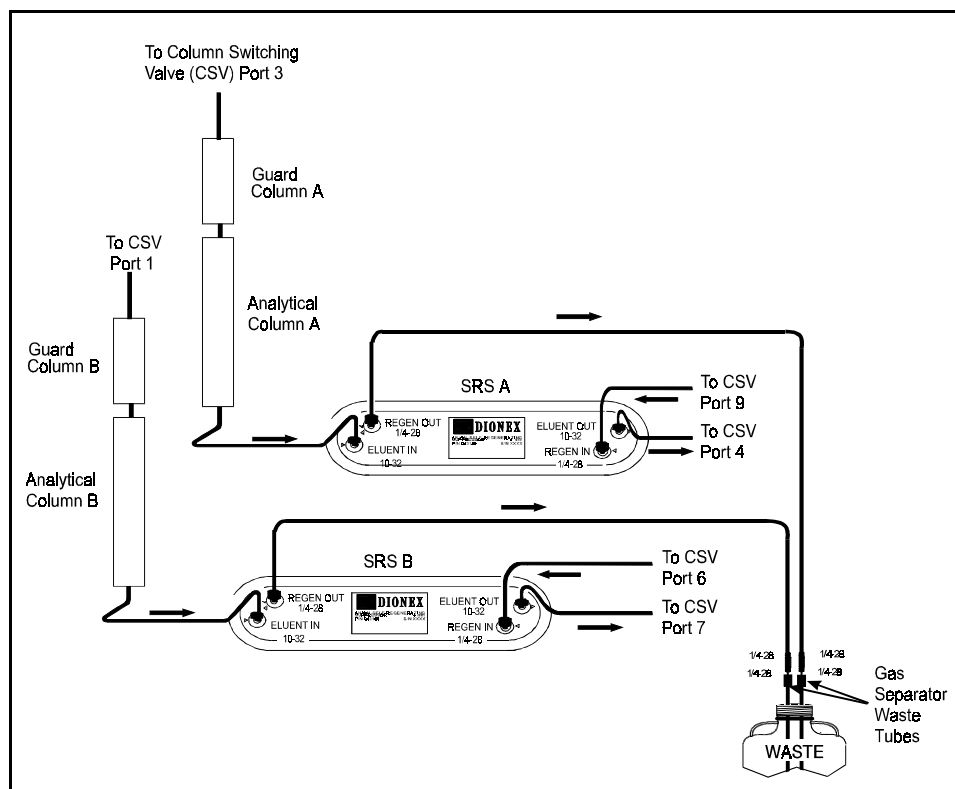 To Column Switching
Valve (CSV) Port 3
Guard
Column A
To CSV
Port 1
Analytical
Column A
Guard
Column B
Analytical
Column B
SRS A
REGEN OUT
1/4-28
ELUENT IN
10-32
DIONEX
ELUENT OUT
10-32
REGEN IN
1/4-28
To CSV
Port 9
To CSV
Port 4
SRS B
REGEN OUT
1/4-28
ELUENT IN
10-32
DIONEX
ELUENT OUT
10-32
REGEN IN
1/4-28
To CSV
Port 6
To CSV
Port 7
1/4-28
1/4-28
1/4-28
1/4-28
Gas
Separator
Waste
Tubes
WASTE